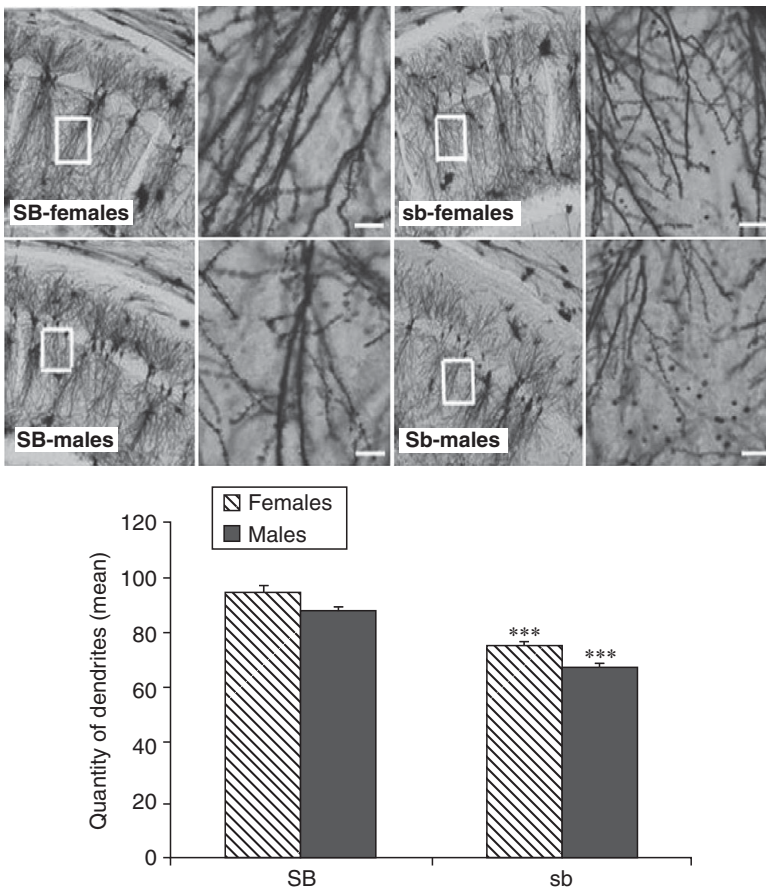 SB-females
sb-females
SB-males
Sb-males
Females
Males
Quantity of dendrites (mean)
120
100
80
60
40
20
0
***
***
SB
sb